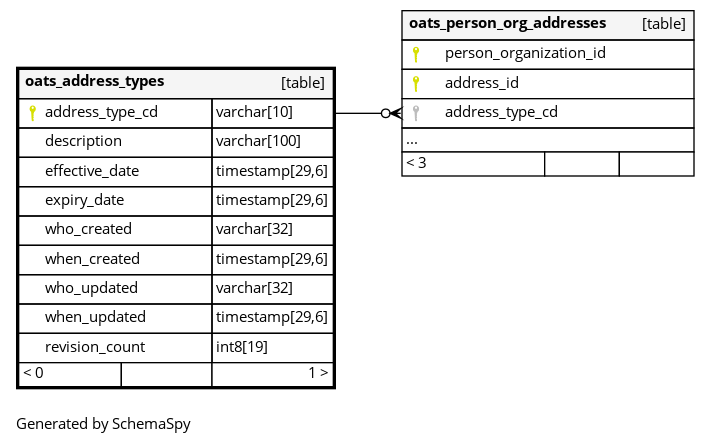 oats_address_types [table]
address_type_cd varchar[10]
description varchar[100]
effective_date timestamp[29,6]
expiry_date timestamp[29,6]
who_created varchar[32]
when_created timestamp[29,6]
who_updated varchar[32]
when_updated timestamp[29,6]
revision_count int8[19]
< 0 1 >
oats_person_org_addresses [table]
person_organization_id
address_id
address_type_cd
...
< 3
Generated by SchemaSpy